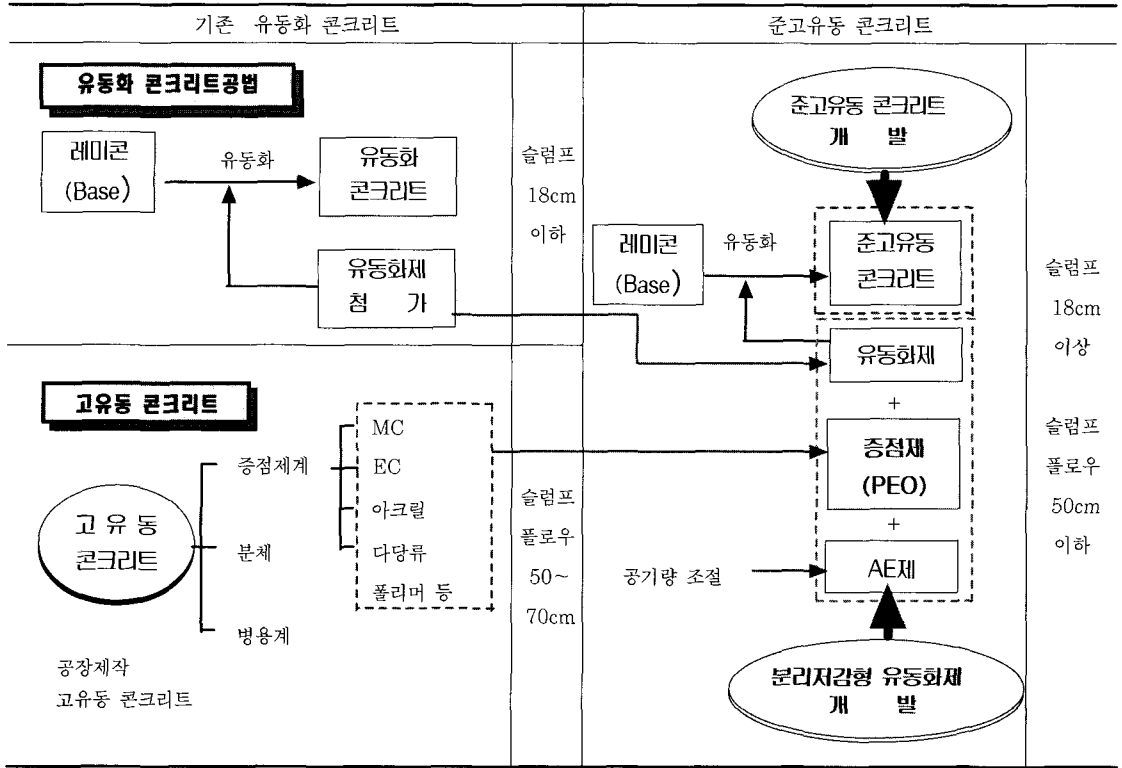 기존 유동화 콘크리트
준고유동 콘크리트
유동화 콘크리트공법
레미콘
(Base)
유동화
유동화
콘크리트
유동화제
첨 가
슬럼프
18cm
이하
고유동 콘크리트
고 유 동
콘크리트
증점제계
분체
병용계
MC
EC
아크릴
다당류
폴리머 등
공장제작
고유동 콘크리트
슬럼프
플로우
50~
70cm
준고유동 콘크리트
개 발
레미콘
(Base)
유동화
준고유동
콘크리트
유동화제
+
증점제
(PEO)
+
공기량 조절
AE제
분리저감형 유동화제
개 발
슬럼프
18cm
이상
슬럼프
플로우
50cm
이하